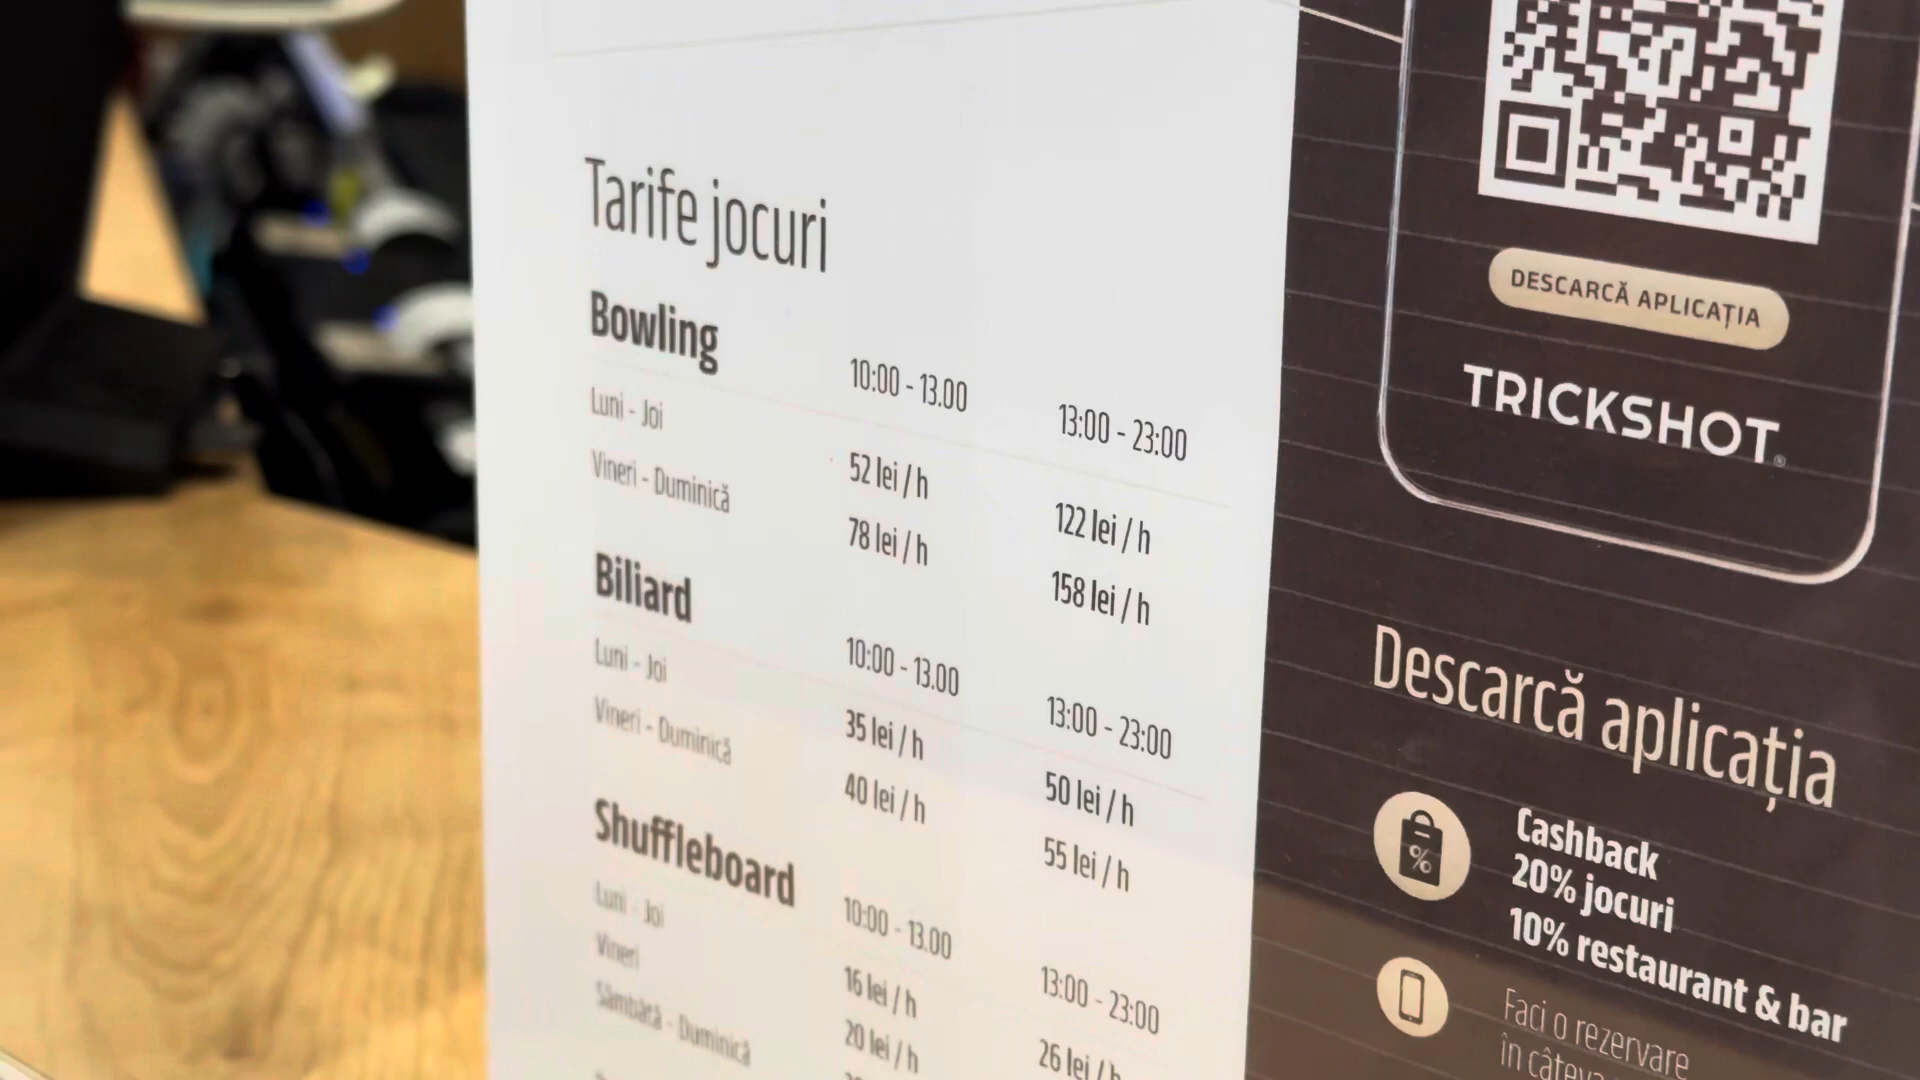 Tarife jocuri
Bowling
10:00 - 13.00 13:00 - 23:00
Luni - Joi 52 lei / h 122 lei / h
Vineri - Duminică 78 lei / h 158 lei / h
Biliard
10:00 - 13.00 13:00 - 23:00
Luni - Joi 35 lei / h 50 lei / h
Vineri - Duminică 40 lei / h 55 lei / h
Shuffleboard
10:00 - 13.00 13:00 - 23:00
Luni - Joi 16 lei / h 26 lei / h
Vineri 20 lei / h
Sâmbătă - Duminică
DESCARCĂ APLICAȚIA
TRICKSHOT
Descarcă aplicația
%
Cashback
20% jocuri
10% restaurant & bar
Faci o rezervare
în